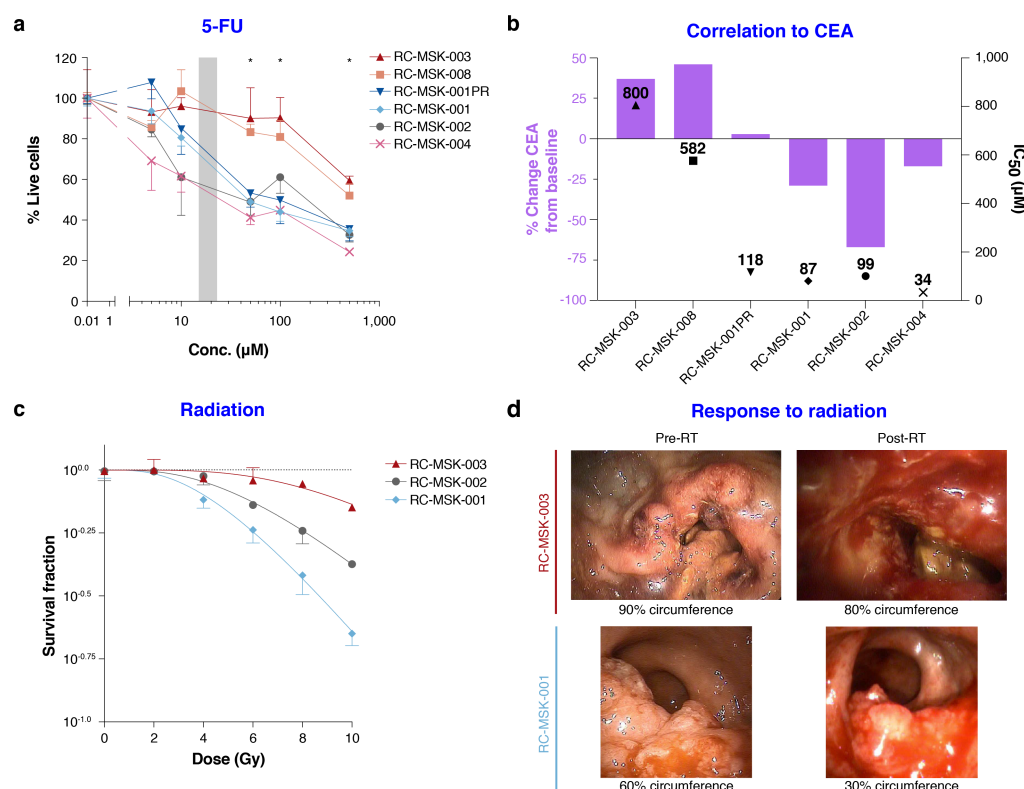 a
5-FU
120
100
80
60
40
20
0
% Live cells
0.01
1
10
100
1,000
Conc. (µM)
*
*
*
RC-MSK-003
RC-MSK-008
RC-MSK-001PR
RC-MSK-001
RC-MSK-002
RC-MSK-004
b
Correlation to CEA
50
25
0
-25
-50
-75
-100
% Change CEA
from baseline
800
582
118
87
99
34
1,000
800
600
400
200
0
IC50 (µM)
RC-MSK-003
RC-MSK-008
RC-MSK-001PR
RC-MSK-001
RC-MSK-002
RC-MSK-004
c
Radiation
10^0.0
10^-0.25
10^-0.5
10^-0.75
10^-1.0
Survival fraction
0
2
4
6
8
10
Dose (Gy)
RC-MSK-003
RC-MSK-002
RC-MSK-001
d
Response to radiation
Pre-RT
Post-RT
RC-MSK-003
90% circumference
80% circumference
RC-MSK-001
60% circumference
30% circumference